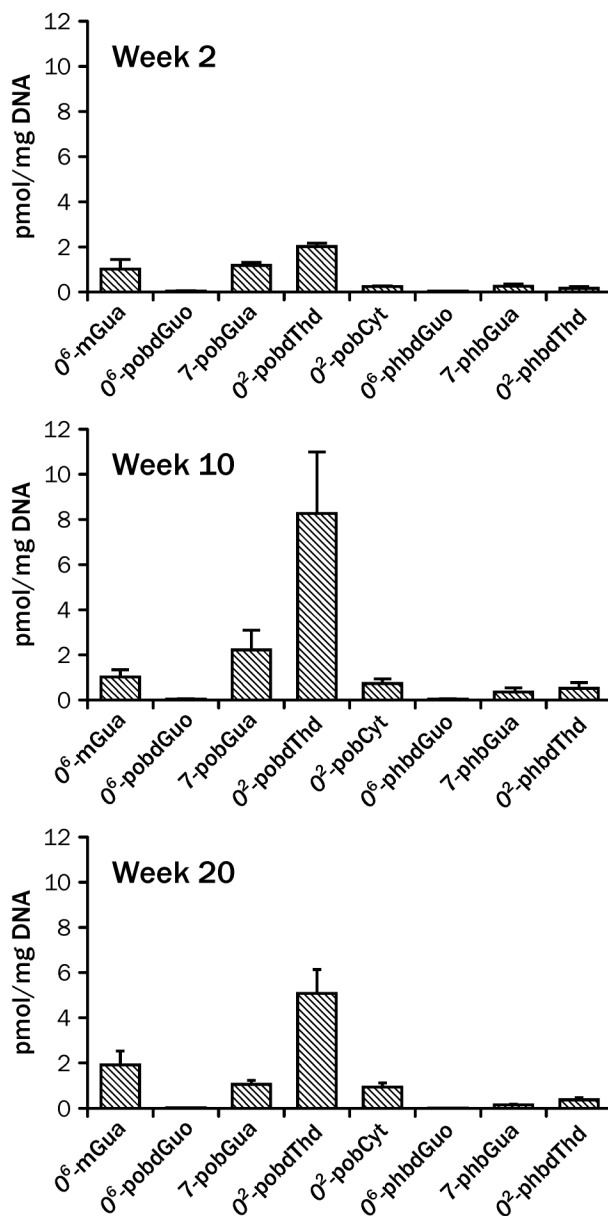 Week 2
pmol/mg DNA
12
10
8
6
4
2
0
O⁶-mGua
O⁶-pobdGuo
7-pobGua
O²-pobdThd
O²-pobCyt
O⁶-phbdGuo
7-phbGua
O²-phbdThd
Week 10
pmol/mg DNA
12
10
8
6
4
2
0
O⁶-mGua
O⁶-pobdGuo
7-pobGua
O²-pobdThd
O²-pobCyt
O⁶-phbdGuo
7-phbGua
O²-phbdThd
Week 20
pmol/mg DNA
12
10
8
6
4
2
0
O⁶-mGua
O⁶-pobdGuo
7-pobGua
O²-pobdThd
O²-pobCyt
O⁶-phbdGuo
7-phbGua
O²-phbdThd